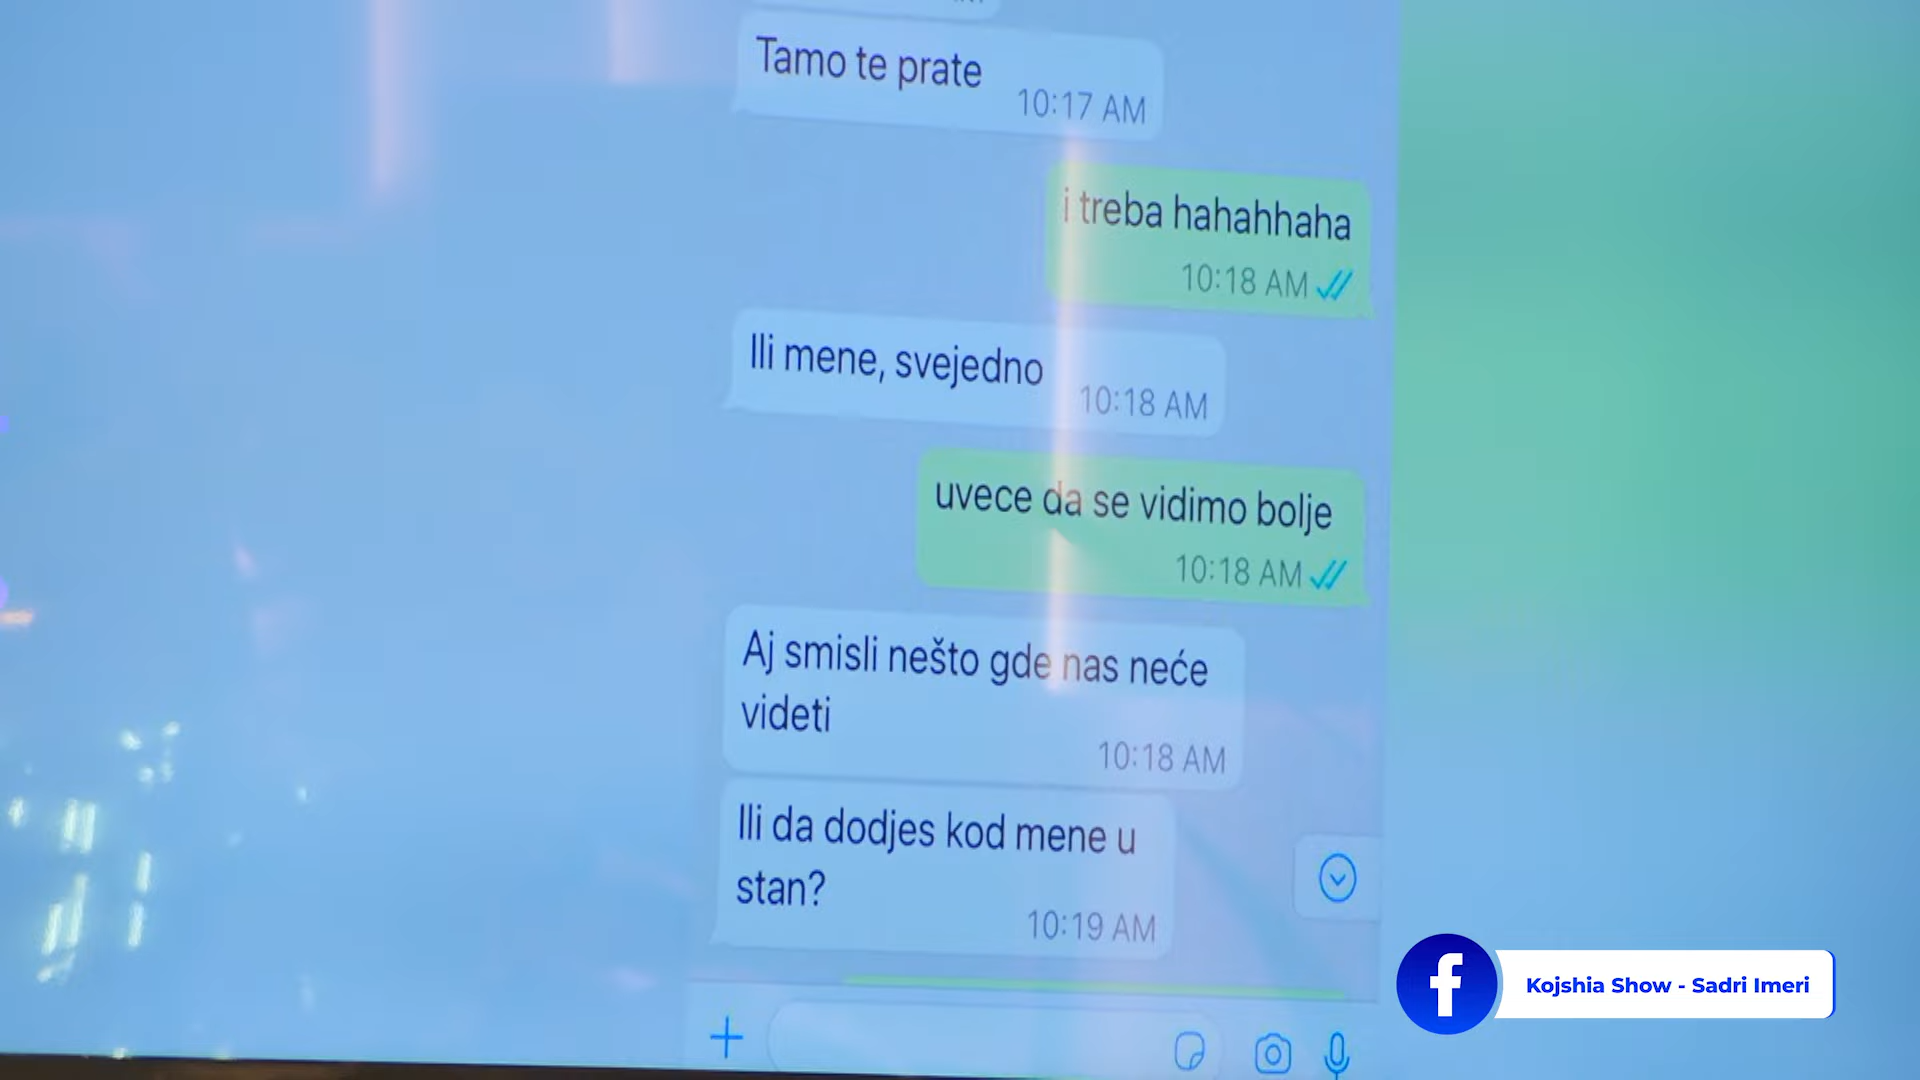 Tamo te prate
10:17 AM
i treba hahahhaha
10:18 AM
Ili mene, svejedno
10:18 AM
uvece da se vidimo bolje
10:18 AM
Aj smisli nešto gde nas neće
videti
10:18 AM
Ili da dodjes kod mene u
stan?
10:19 AM
Kojshia Show - Sadri Imeri